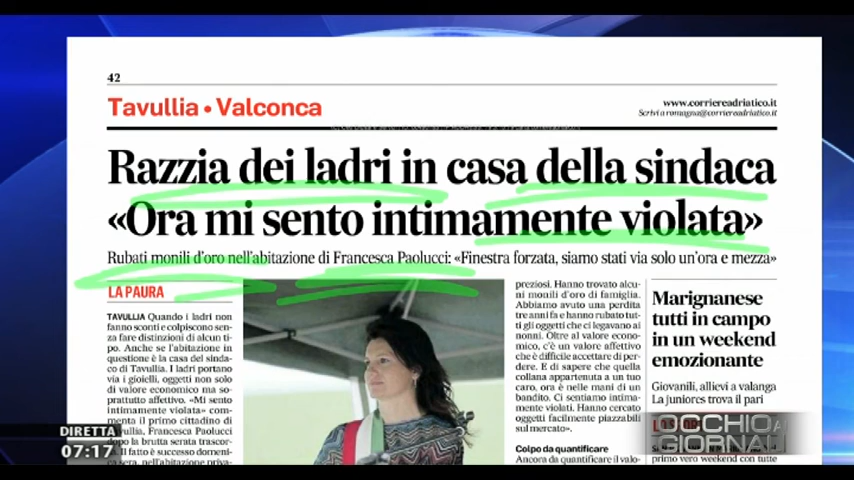 42
Tavullia • Valconca
www.corriereadriatico.it
Scrivi a romagna@corriereadriatico.it
Razzia dei ladri in casa della sindaca
«Ora mi sento intimamente violata»
Rubati monili d'oro nell'abitazione di Francesca Paolucci: «Finestra forzata, siamo stati via solo un'ora e mezza»
LA PAURA
TAVULLIA Quando i ladri non
fanno sconti e colpiscono sen-
za fare distinzioni di alcun ti-
po. Anche se l'abitazione in
questione è la casa del sinda-
co di Tavullia. I ladri portano
via i gioielli, oggetti non solo
di valore economico ma so-
prattutto affettivo. «Mi sento
intimamente violata» com-
menta il primo cittadino di
Tavullia, Francesca Paolucci
dopo la brutta serata trascor-
sa. Il fatto è successo domeni-
ca sera, nell'abitazione priva-
preziosi. Hanno trovato alcu-
ni monili d'oro di famiglia.
Abbiamo avuto una perdita
tre anni fa e hanno rubato tut-
ti gli oggetti che ci legavano ai
nonni. Oltre al valore econo-
mico, c'è un valore affettivo
che è difficile accettare di per-
dere. E di sapere che quella
collana appartenuta a un tuo
caro, ora è nelle mani di un
bandito. Ci sentiamo intima-
mente violati. Hanno cercato
oggetti facilmente piazzabili
sul mercato».
Colpo da quantificare
Ancora da quantificare il valo-
Marignanese
tutti in campo
in un weekend
emozionante
Giovanili, allievi a valanga
La juniores trova il pari
primo vero weekend con tutte
DIRETTA
07:17
OCCHIO AI
GIORNALI